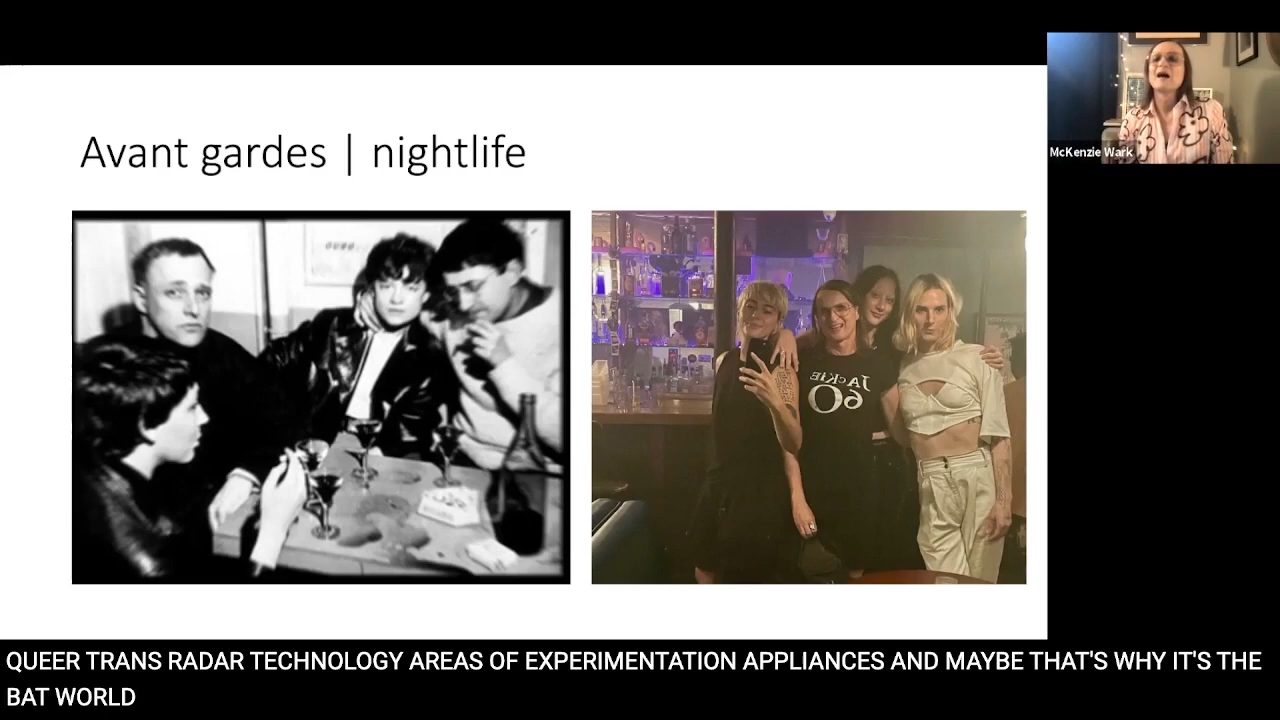 Avant gardes | nightlife
McKenzie Wark
JACKIE
60
QUEER TRANS RADAR TECHNOLOGY AREAS OF EXPERIMENTATION APPLIANCES AND MAYBE THAT'S WHY IT'S THE
BAT WORLD